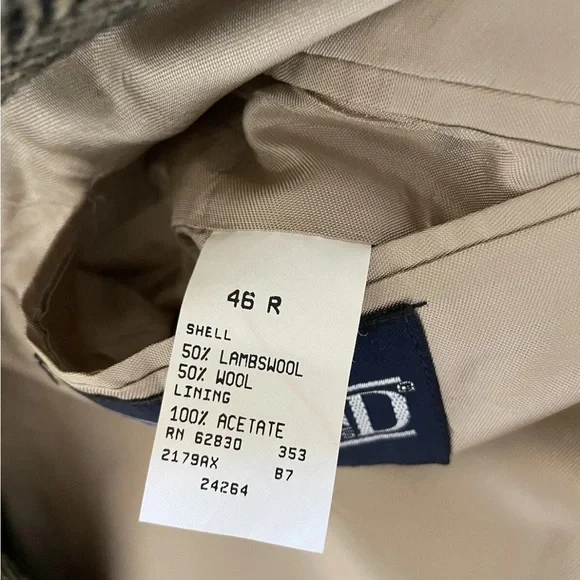 46 R
SHELL
50% LAMBSWOOL
50% WOOL
LINING
100% ACETATE
RN 62830 353
2179AX B7
24264